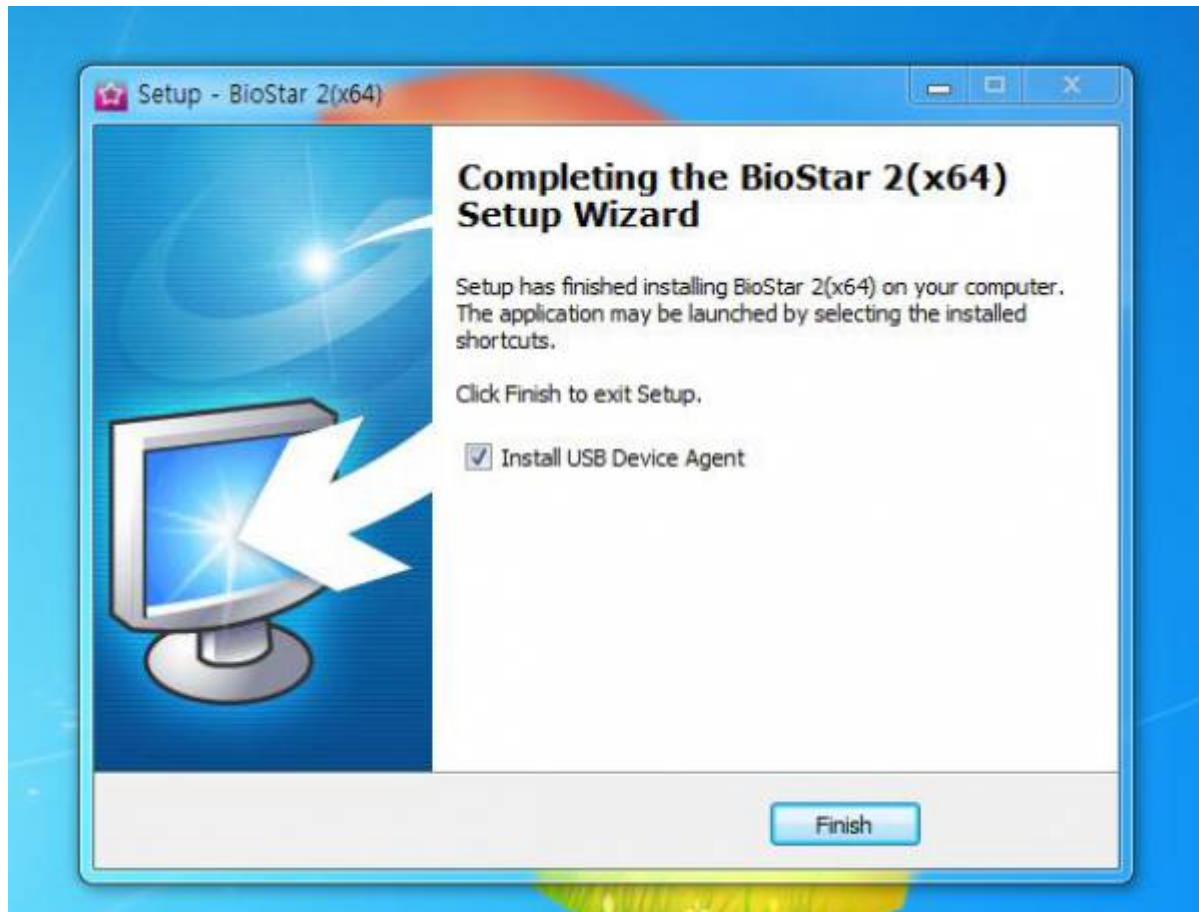 Setup - BioStar 2(x64)
Completing the BioStar 2(x64)
Setup Wizard
Setup has finished installing BioStar 2(x64) on your computer.
The application may be launched by selecting the installed
shortcuts.
Click Finish to exit Setup.
Install USB Device Agent
Finish